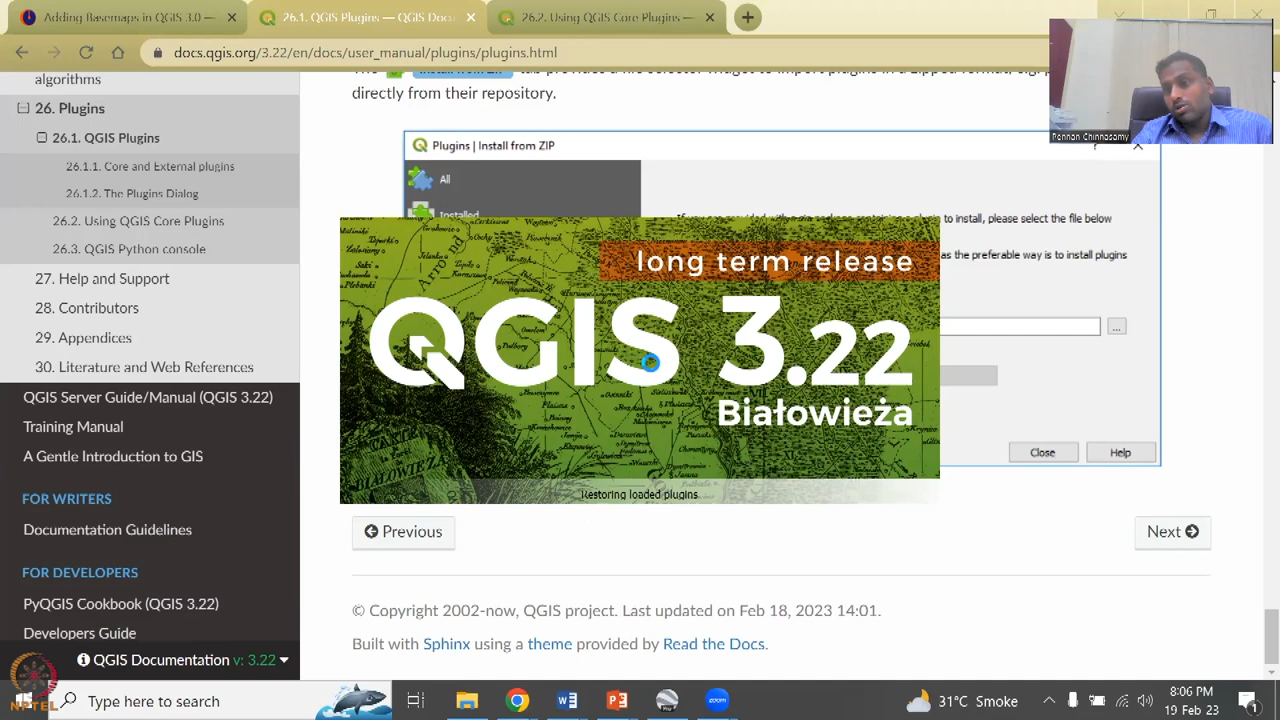 Adding Basemaps in QGIS 3.0 —
26.1. QGIS Plugins — QGIS Docu
26.2. Using QGIS Core Plugins —
docs.qgis.org/3.22/en/docs/user_manual/plugins/plugins.html
algorithms
26. Plugins
26.1. QGIS Plugins
26.1.1. Core and External plugins
26.1.2. The Plugins Dialog
26.2. Using QGIS Core Plugins
26.3. QGIS Python console
27. Help and Support
28. Contributors
29. Appendices
30. Literature and Web References
QGIS Server Guide/Manual (QGIS 3.22)
Training Manual
A Gentle Introduction to GIS
FOR WRITERS
Documentation Guidelines
FOR DEVELOPERS
PyQGIS Cookbook (QGIS 3.22)
Developers Guide
QGIS Documentation v: 3.22
directly from their repository.
Plugins | Install from ZIP
All
Installed
to install, please select the file below
as the preferable way is to install plugins
...
Close
Help
long term release
QGIS 3.22
Białowieża
Restoring loaded plugins
Previous
Next
© Copyright 2002-now, QGIS project. Last updated on Feb 18, 2023 14:01.
Built with Sphinx using a theme provided by Read the Docs.
Pennan Chinnasamy
NPTEL
Type here to search
31°C Smoke
8:06 PM
19 Feb 23
1